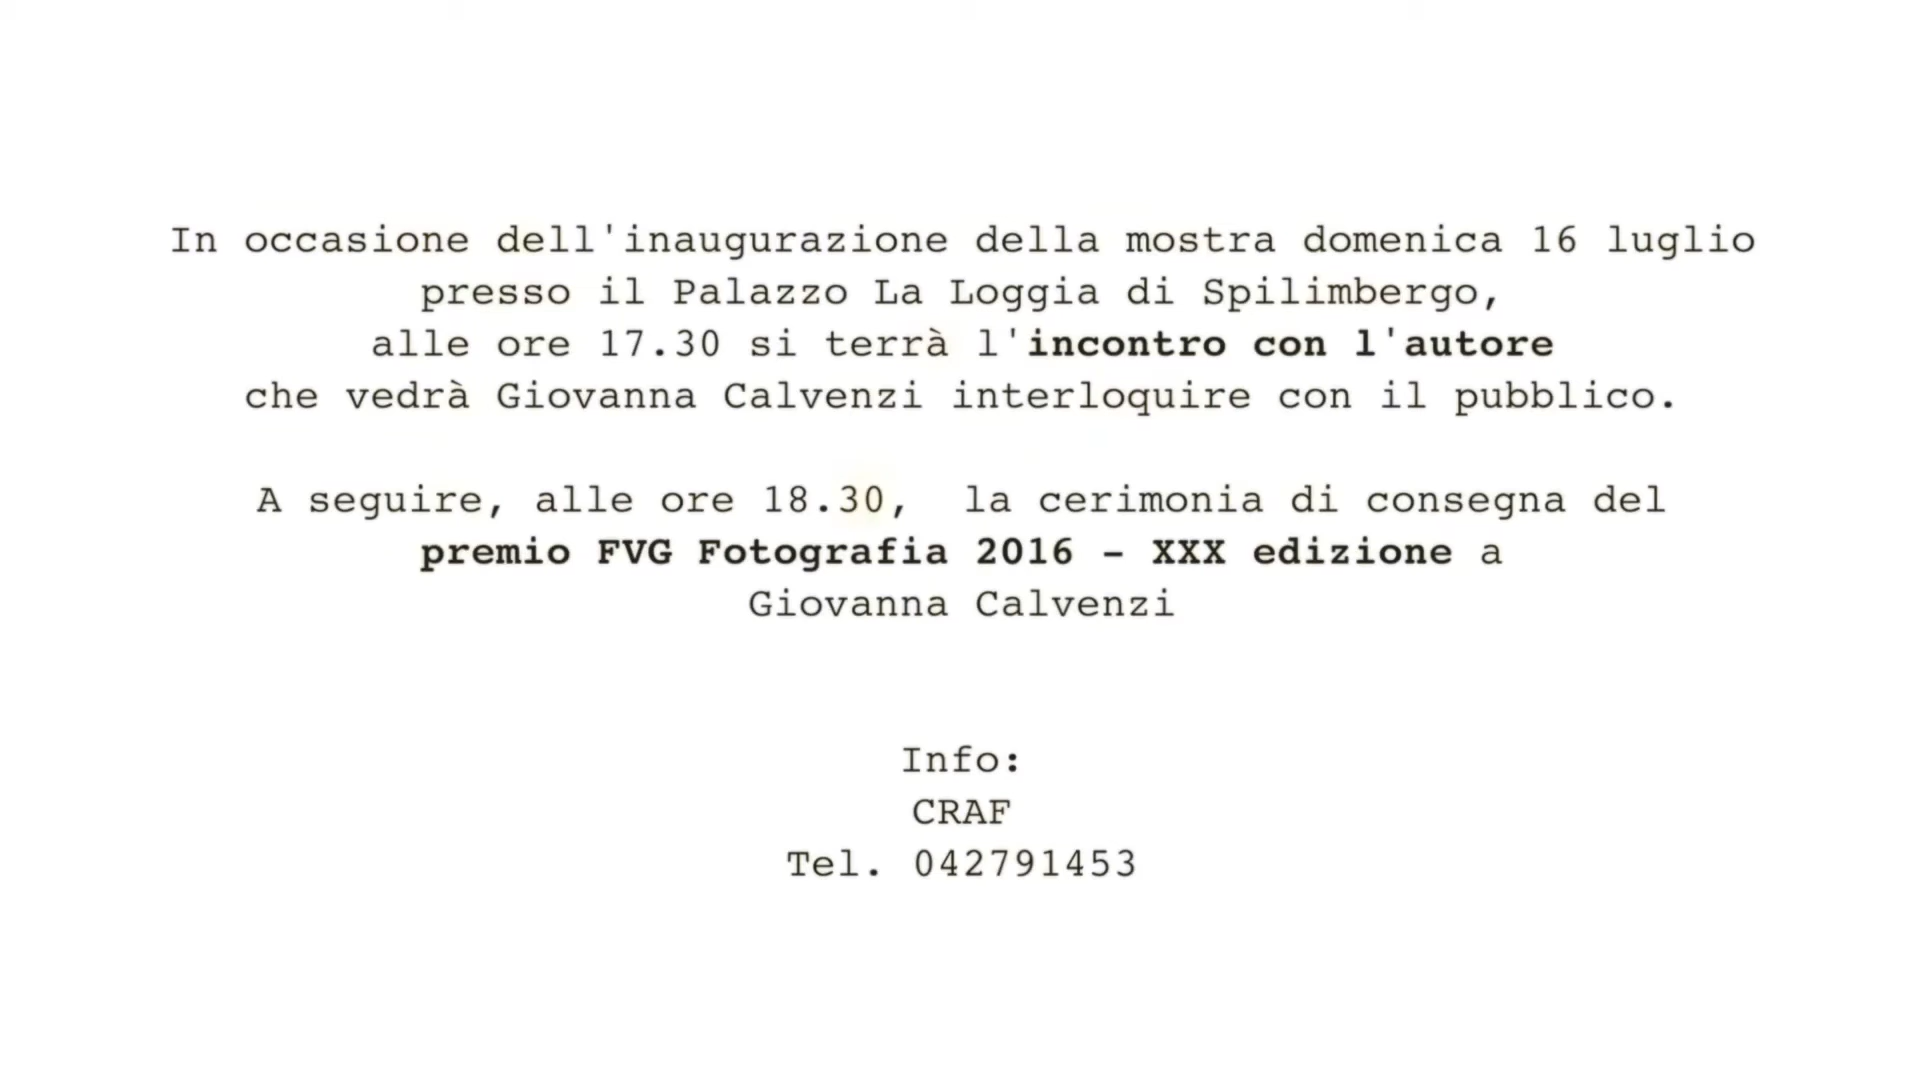 In occasione dell'inaugurazione della mostra domenica 16 luglio
presso il Palazzo La Loggia di Spilimbergo,
alle ore 17.30 si terrà l'incontro con l'autore
che vedrà Giovanna Calvenzi interloquire con il pubblico.
A seguire, alle ore 18.30,  la cerimonia di consegna del
premio FVG Fotografia 2016 – XXX edizione a
Giovanna Calvenzi
Info:
CRAF
Tel. 042791453